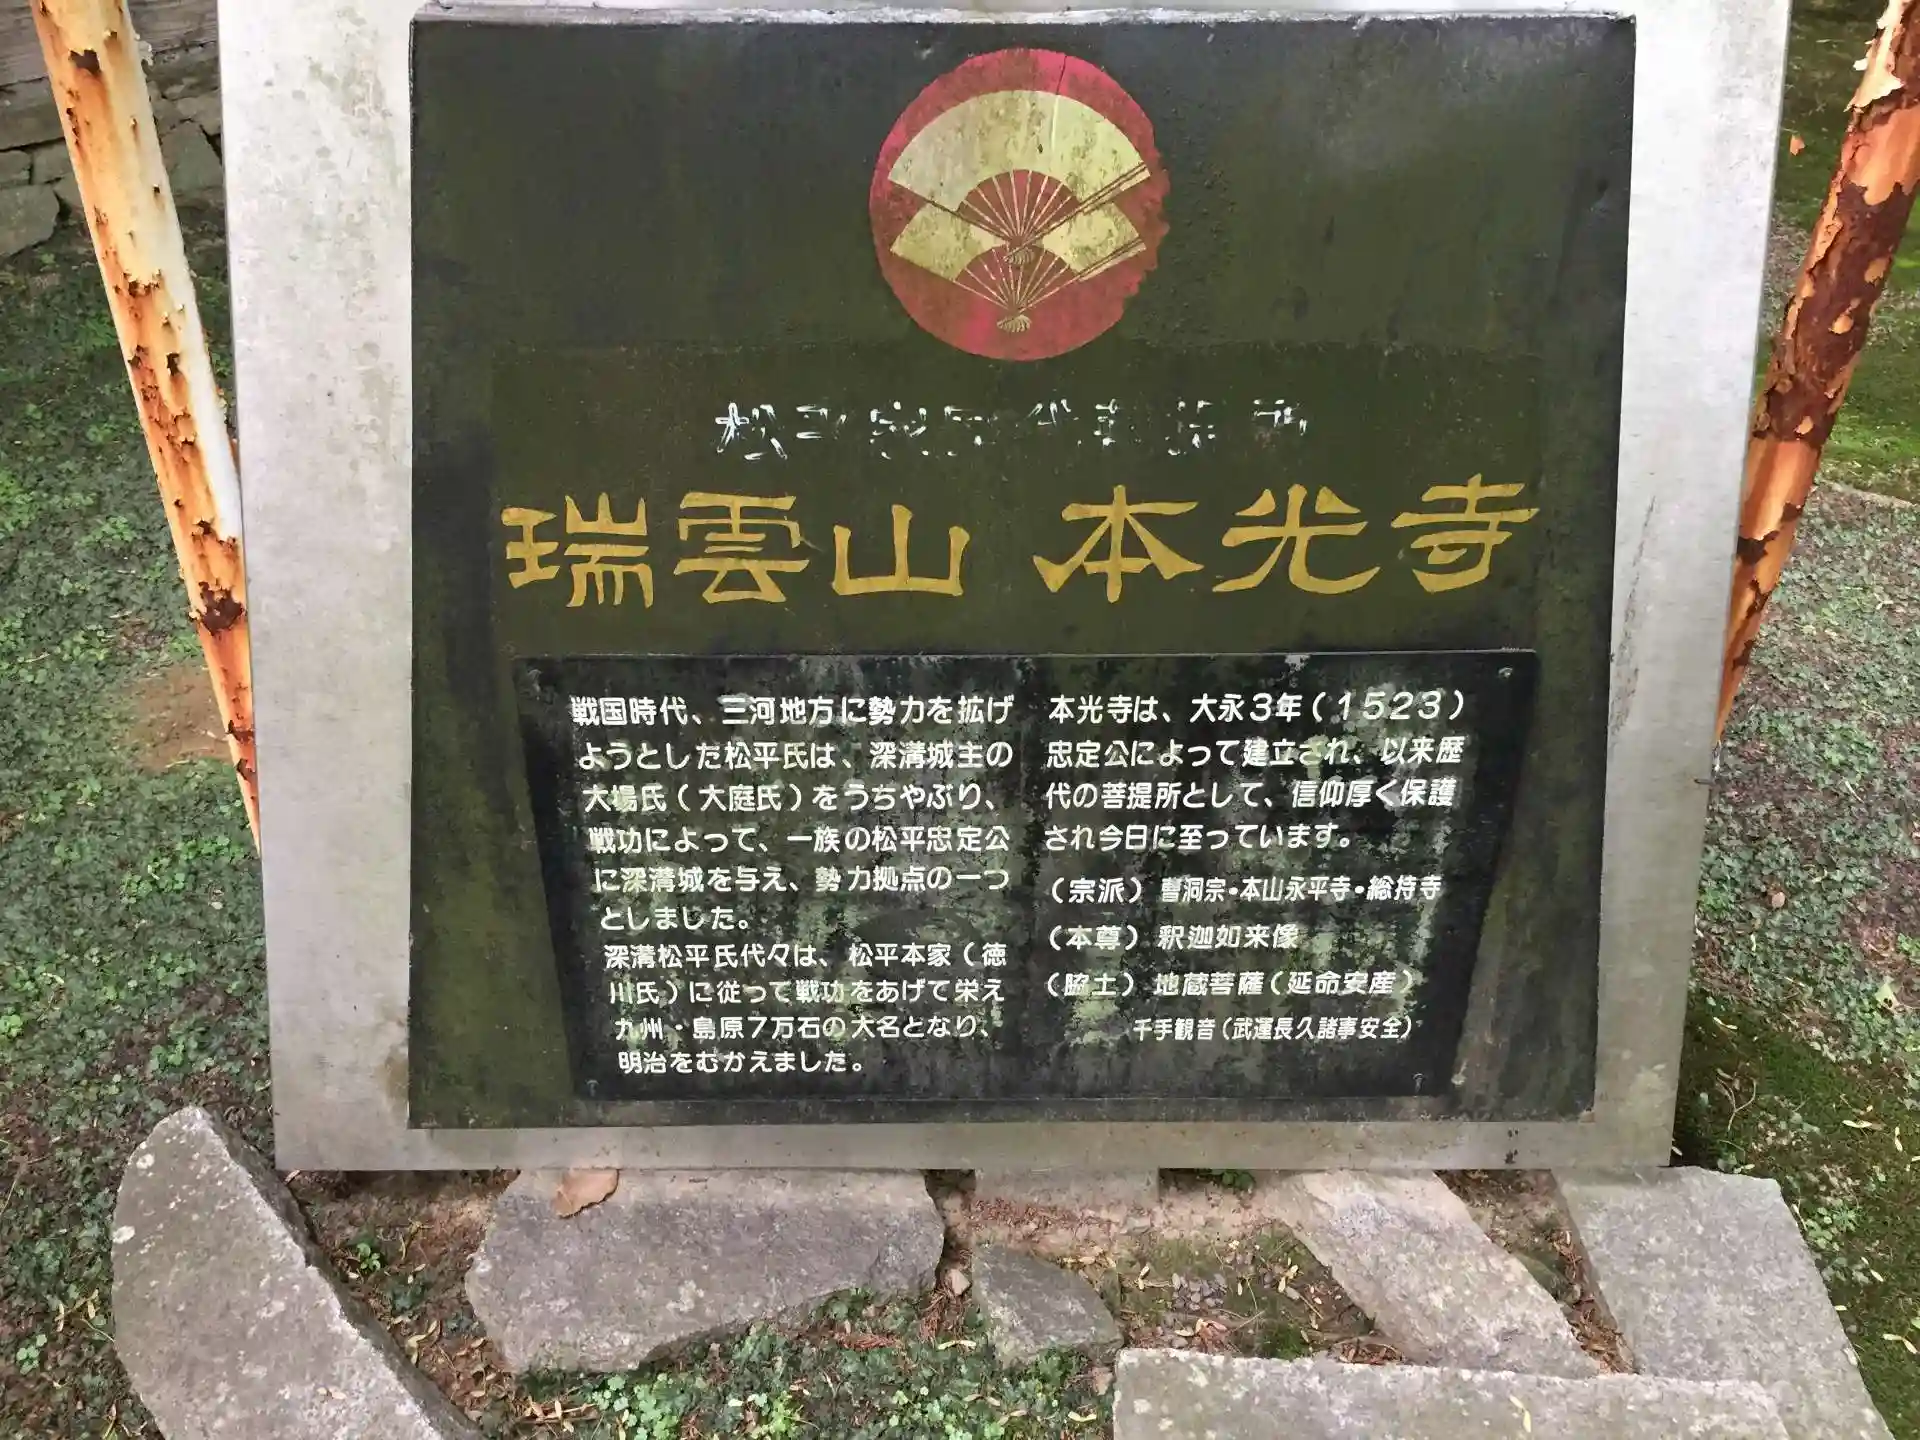 瑞雲山 本光寺
戦国時代、三河地方に勢力を拡げ
ようとした松平氏は、深溝城主の
大場氏(大庭氏)をうちやぶり、
戦功によって、一族の松平忠定公
に深溝城を与え、勢力拠点の一つ
としました。
深溝松平氏代々は、松平本家(徳
川氏)に従って戦功をあげて栄え
九州・島原7万石の大名となり、
明治をむかえました。
本光寺は、大永3年(1523)
忠定公によって建立され、以来歴
代の菩提所として、信仰厚く保護
され今日に至っています。
(宗派) 曹洞宗・本山永平寺・総持寺
(本尊) 釈迦如来像
(脇士) 地蔵菩薩(延命安産)
千手観音(武運長久諸事安全)